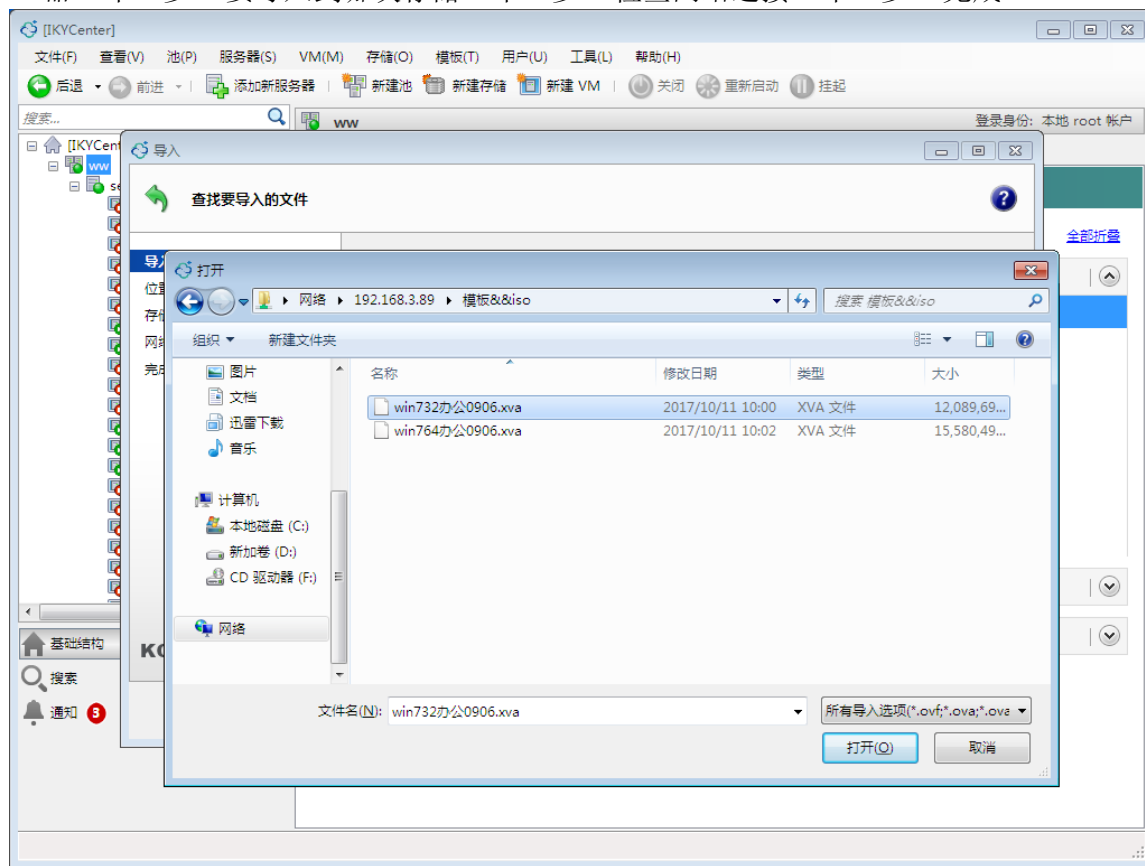 [IKYCenter]
文件(F) 查看(V) 池(P) 服务器(S) VM(M) 存储(O) 模板(T) 用户(U) 工具(L) 帮助(H)
后退 前进 添加新服务器 新建池 新建存储 新建 VM 关闭 重新启动 挂起
搜索... ww 登录身份: 本地 root 帐户
[IKYCent
ww
se
导入
查找要导入的文件
全部折叠
导入
位置
存储
网络
完成
打开
网络 192.168.3.89 模板&&iso 搜索 模板&&iso
组织 新建文件夹
图片
文档
迅雷下载
音乐
计算机
本地磁盘 (C:)
新加卷 (D:)
CD 驱动器 (F:)
网络
名称 修改日期 类型 大小
win732办公0906.xva 2017/10/11 10:00 XVA 文件 12,089,69...
win764办公0906.xva 2017/10/11 10:02 XVA 文件 15,580,49...
文件名(N): win732办公0906.xva 所有导入选项(*.ovf;*.ova;*.ova
打开(O) 取消
基础结构
搜索
通知 3
KO